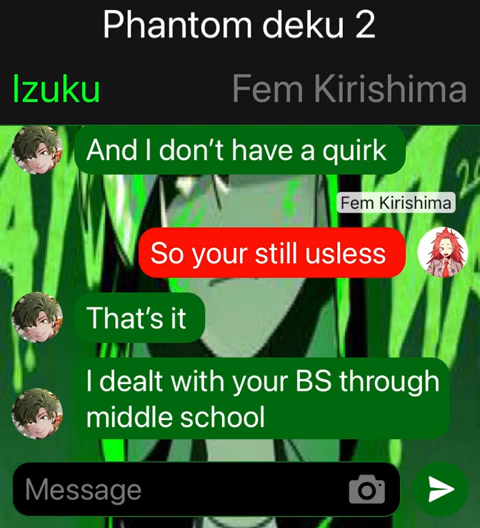 Phantom deku 2
Izuku
Fem Kirishima
And I don't have a quirk
Fem Kirishima
So your still usless
That's it
I dealt with your BS through
middle school
Message